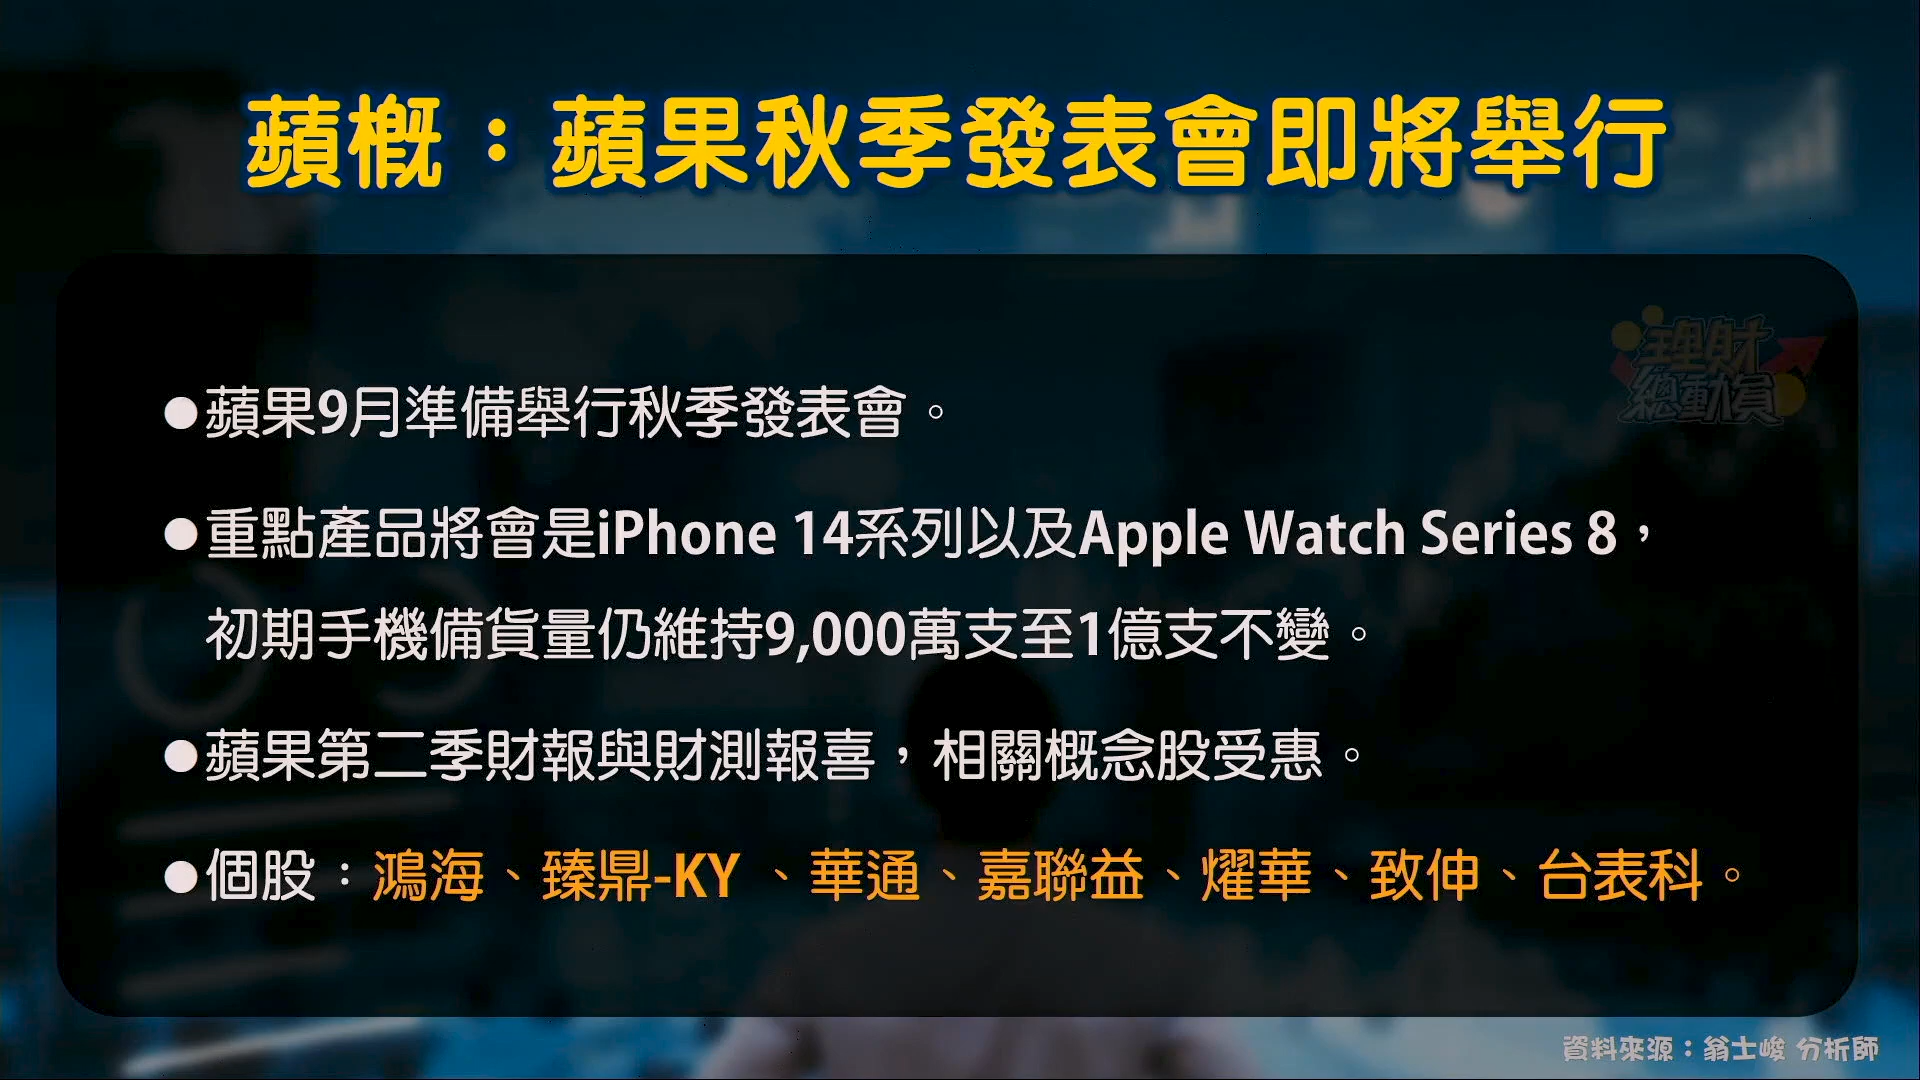 蘋概：蘋果秋季發表會即將舉行
理財
總動員
●蘋果9月準備舉行秋季發表會。
●重點產品將會是iPhone 14系列以及Apple Watch Series 8，
初期手機備貨量仍維持9,000萬支至1億支不變。
●蘋果第二季財報與財測報喜，相關概念股受惠。
●個股：鴻海、臻鼎-KY、華通、嘉聯益、燿華、致伸、台表科。
資料來源：翁士峻 分析師